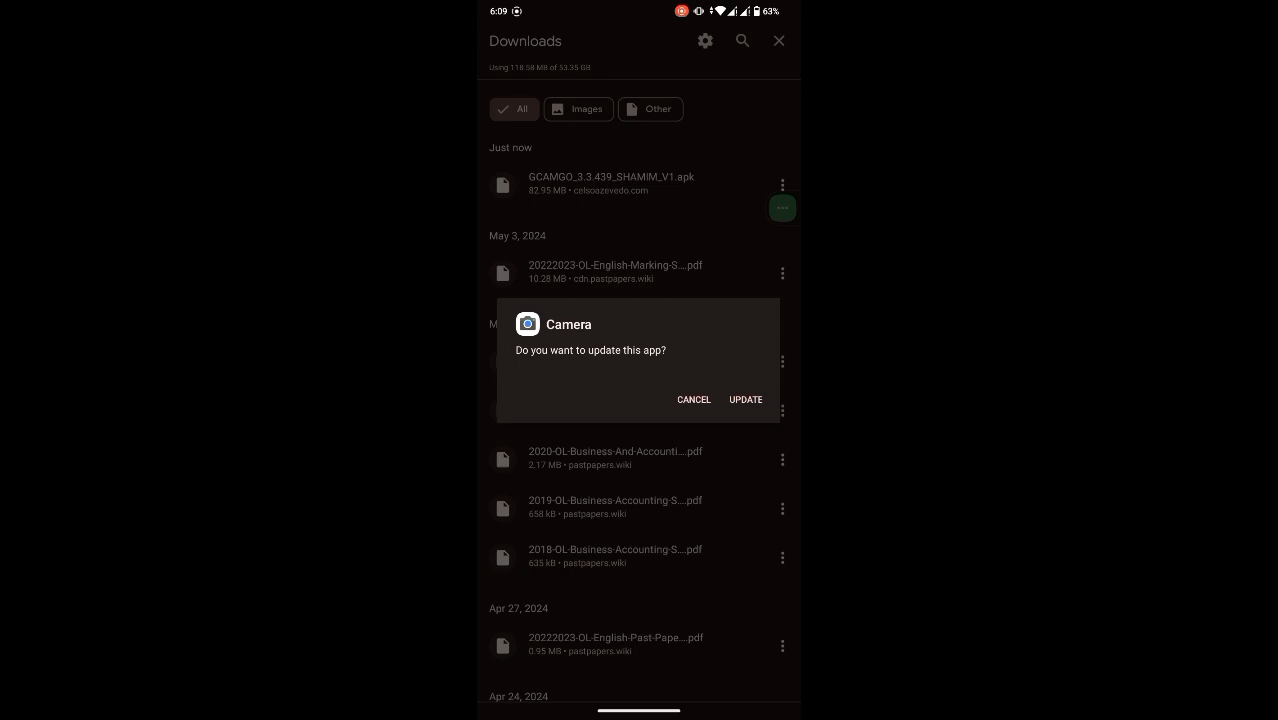 6:09
63%
Downloads
Using 118.58 MB of 53.35 GB
All
Images
Other
Just now
GCAMGO_3.3.439_SHAMIM_V1.apk
82.95 MB • celsoazevedo.com
May 3, 2024
20222023-OL-English-Marking-S....pdf
10.28 MB • cdn.pastpapers.wiki
M
Camera
Do you want to update this app?
CANCEL
UPDATE
2020-OL-Business-And-Accounti....pdf
2.17 MB • pastpapers.wiki
2019-OL-Business-Accounting-S....pdf
658 kB • pastpapers.wiki
2018-OL-Business-Accounting-S....pdf
635 kB • pastpapers.wiki
Apr 27, 2024
20222023-OL-English-Past-Pape....pdf
0.95 MB • pastpapers.wiki
Apr 24, 2024